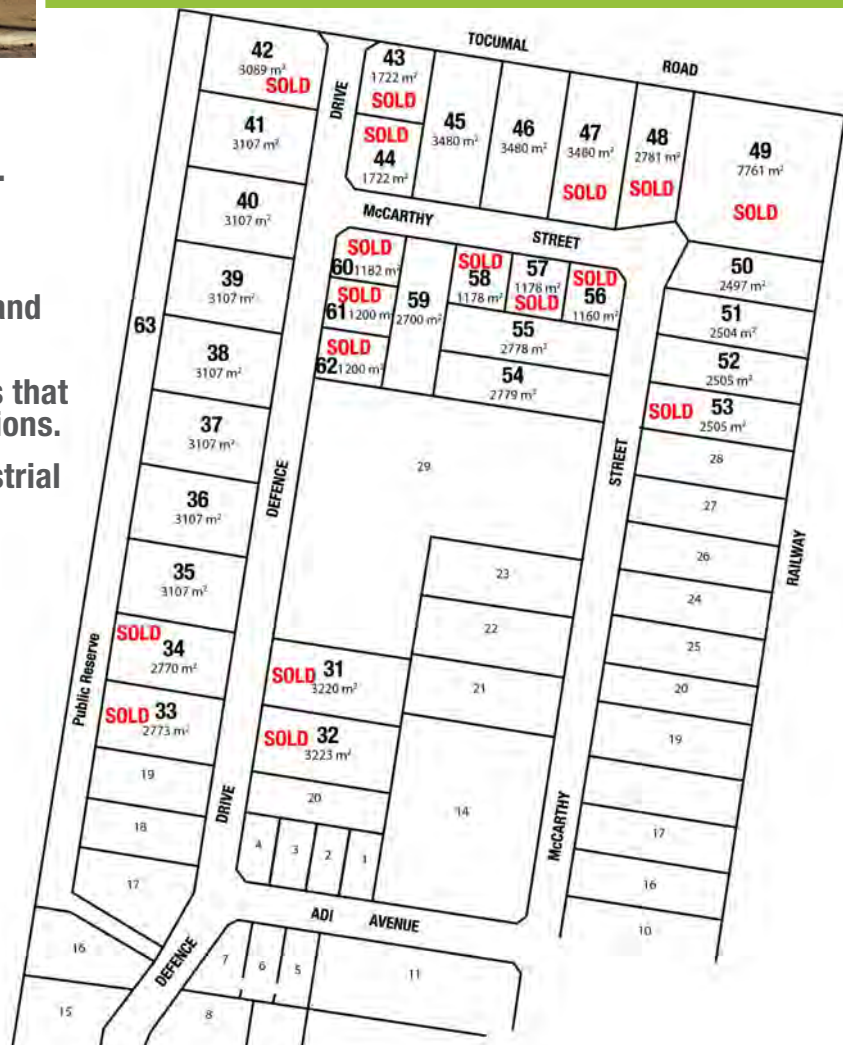 .
and
s that
ions.
strial
TOCUMAL ROAD
42
3089 m²
SOLD
DRIVE
43
1722 m²
SOLD
SOLD
44
1722 m²
45
3480 m²
46
3480 m²
47
3480 m²
SOLD
48
2781 m²
SOLD
49
7761 m²
SOLD
41
3107 m²
40
3107 m²
McCARTHY STREET
39
3107 m²
SOLD
60 1182 m²
SOLD
61 1200 m²
SOLD
62 1200 m²
59
2700 m²
SOLD
58
1178 m²
57
1178 m²
SOLD
SOLD
56
1160 m²
50
2497 m²
51
2504 m²
52
2505 m²
SOLD 53
2505 m²
55
2778 m²
54
2779 m²
63
38
3107 m²
37
3107 m²
36
3107 m²
35
3107 m²
SOLD
34
2770 m²
SOLD 33
2773 m²
Public Reserve
DEFENCE
DRIVE
29
STREET
RAILWAY
28
27
26
24
25
20
19
17
16
10
23
22
21
SOLD 31
3220 m²
SOLD 32
3223 m²
20
14
McCARTHY
4
3
2
1
19
18
17
ADI AVENUE
16
DEFENCE
7
6
5
11
15
8